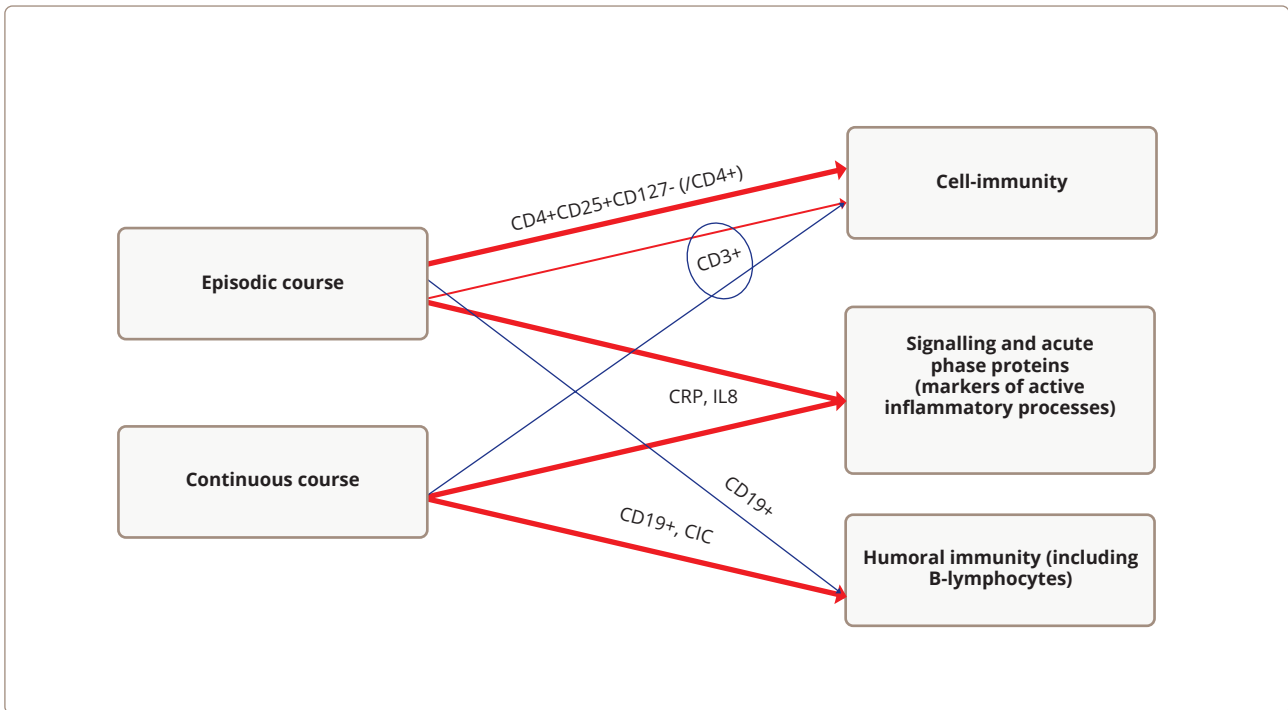 CD4+CD25+CD127- (/CD4+)
Cell-immunity
CD3+
Episodic course
Signalling and acute
phase proteins
(markers of active
inflammatory processes)
CRP, IL8
Continuous course
CD19+
CD19+, CIC
Humoral immunity (including
B-lymphocytes)